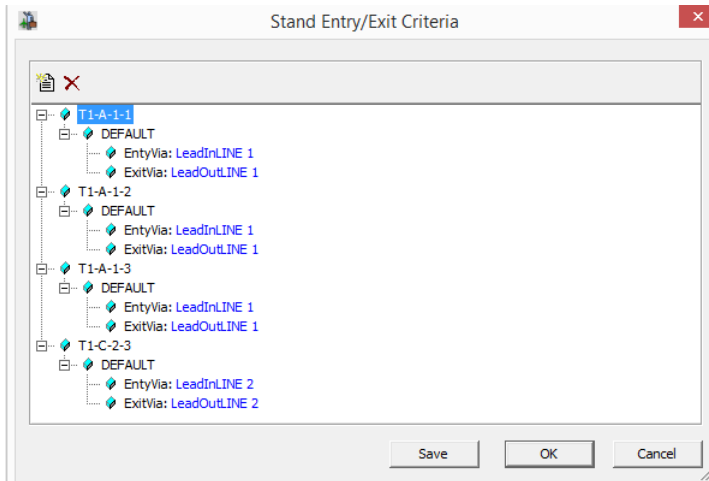 Stand Entry/Exit Criteria
T1-A-1-1
DEFAULT
EntyVia: LeadInLINE 1
ExitVia: LeadOutLINE 1
T1-A-1-2
DEFAULT
EntyVia: LeadInLINE 1
ExitVia: LeadOutLINE 1
T1-A-1-3
DEFAULT
EntyVia: LeadInLINE 1
ExitVia: LeadOutLINE 1
T1-C-2-3
DEFAULT
EntyVia: LeadInLINE 2
ExitVia: LeadOutLINE 2
Save OK Cancel